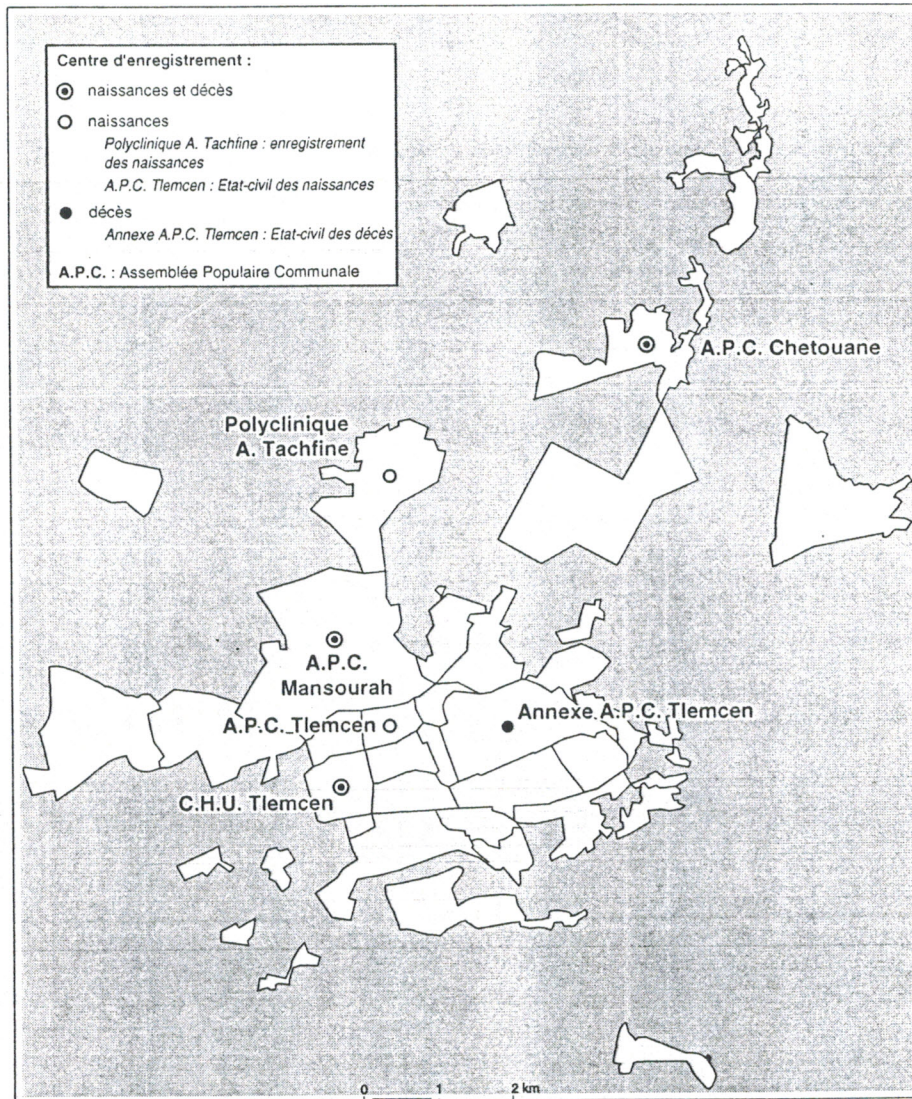 Centre d'enregistrement :
naissances et décès
naissances
Polyclinique A. Tachfine : enregistrement
des naissances
A.P.C. Tlemcen : Etat-civil des naissances
décès
Annexe A.P.C. Tlemcen : Etat-civil des décès
A.P.C. : Assemblée Populaire Communale
A.P.C. Chetouane
Polyclinique
A. Tachfine
A.P.C.
Mansourah
A.P.C. Tlemcen
Annexe A.P.C. Tlemcen
C.H.U. Tlemcen
0 1 2 km